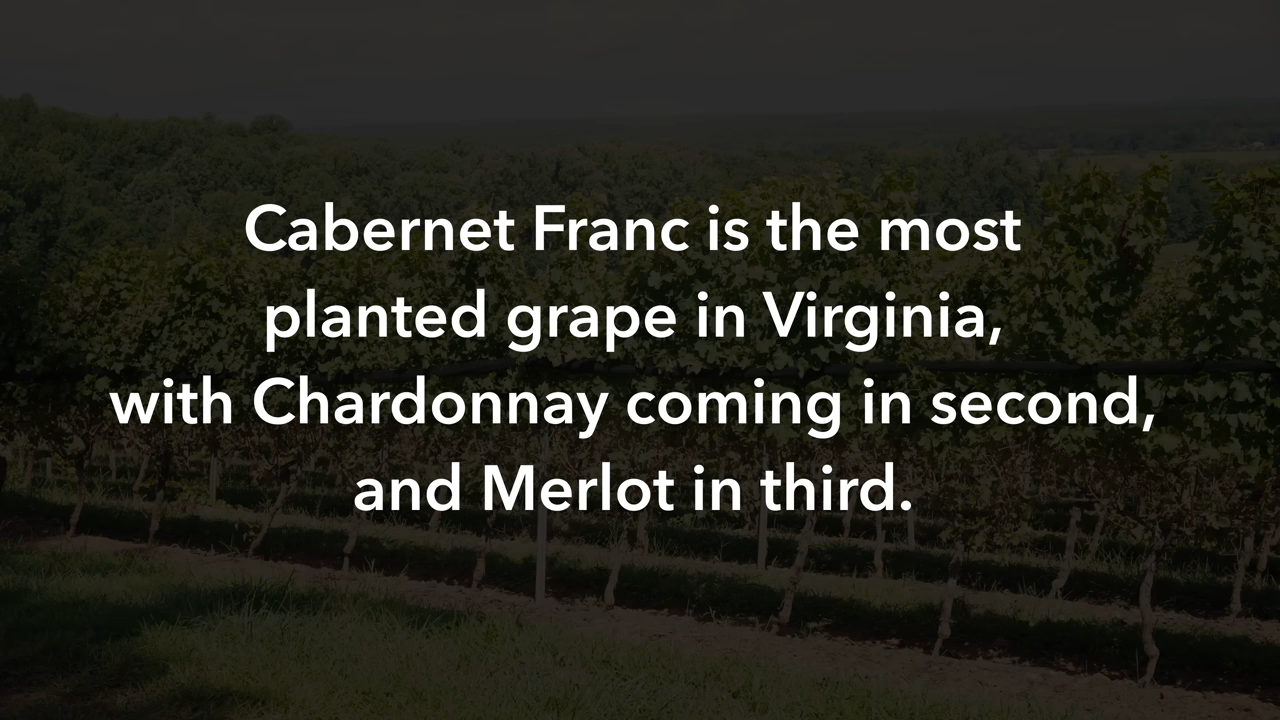 Cabernet Franc is the most
planted grape in Virginia,
with Chardonnay coming in second,
and Merlot in third.